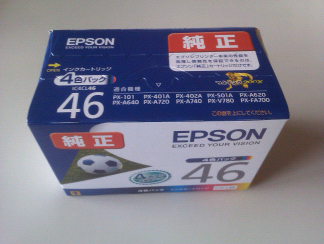 EPSON
EXCEED YOUR VISION
純正
インクカートリッジ
OPEN
4色パック
IC4CL46
46
適合機種
PX-101 PX-401A PX-402A PX-501A PX-A620
PX-A640 PX-A720 PX-A740 PX-V780 PX-FA700
純正
EPSON
EXCEED YOUR VISION
4色パック
46